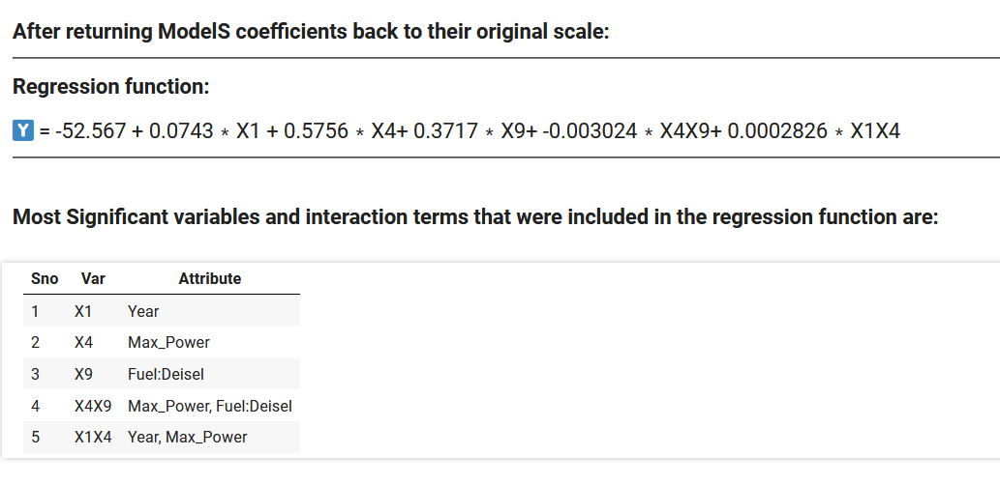 After returning ModelS coefficients back to their original scale:
Regression function:
Y = -52.567 + 0.0743 * X1 + 0.5756 * X4+ 0.3717 * X9+ -0.003024 * X4X9+ 0.0002826 * X1X4
Most Significant variables and interaction terms that were included in the regression function are:
Sno Var Attribute
1 X1 Year
2 X4 Max_Power
3 X9 Fuel:Deisel
4 X4X9 Max_Power, Fuel:Deisel
5 X1X4 Year, Max_Power